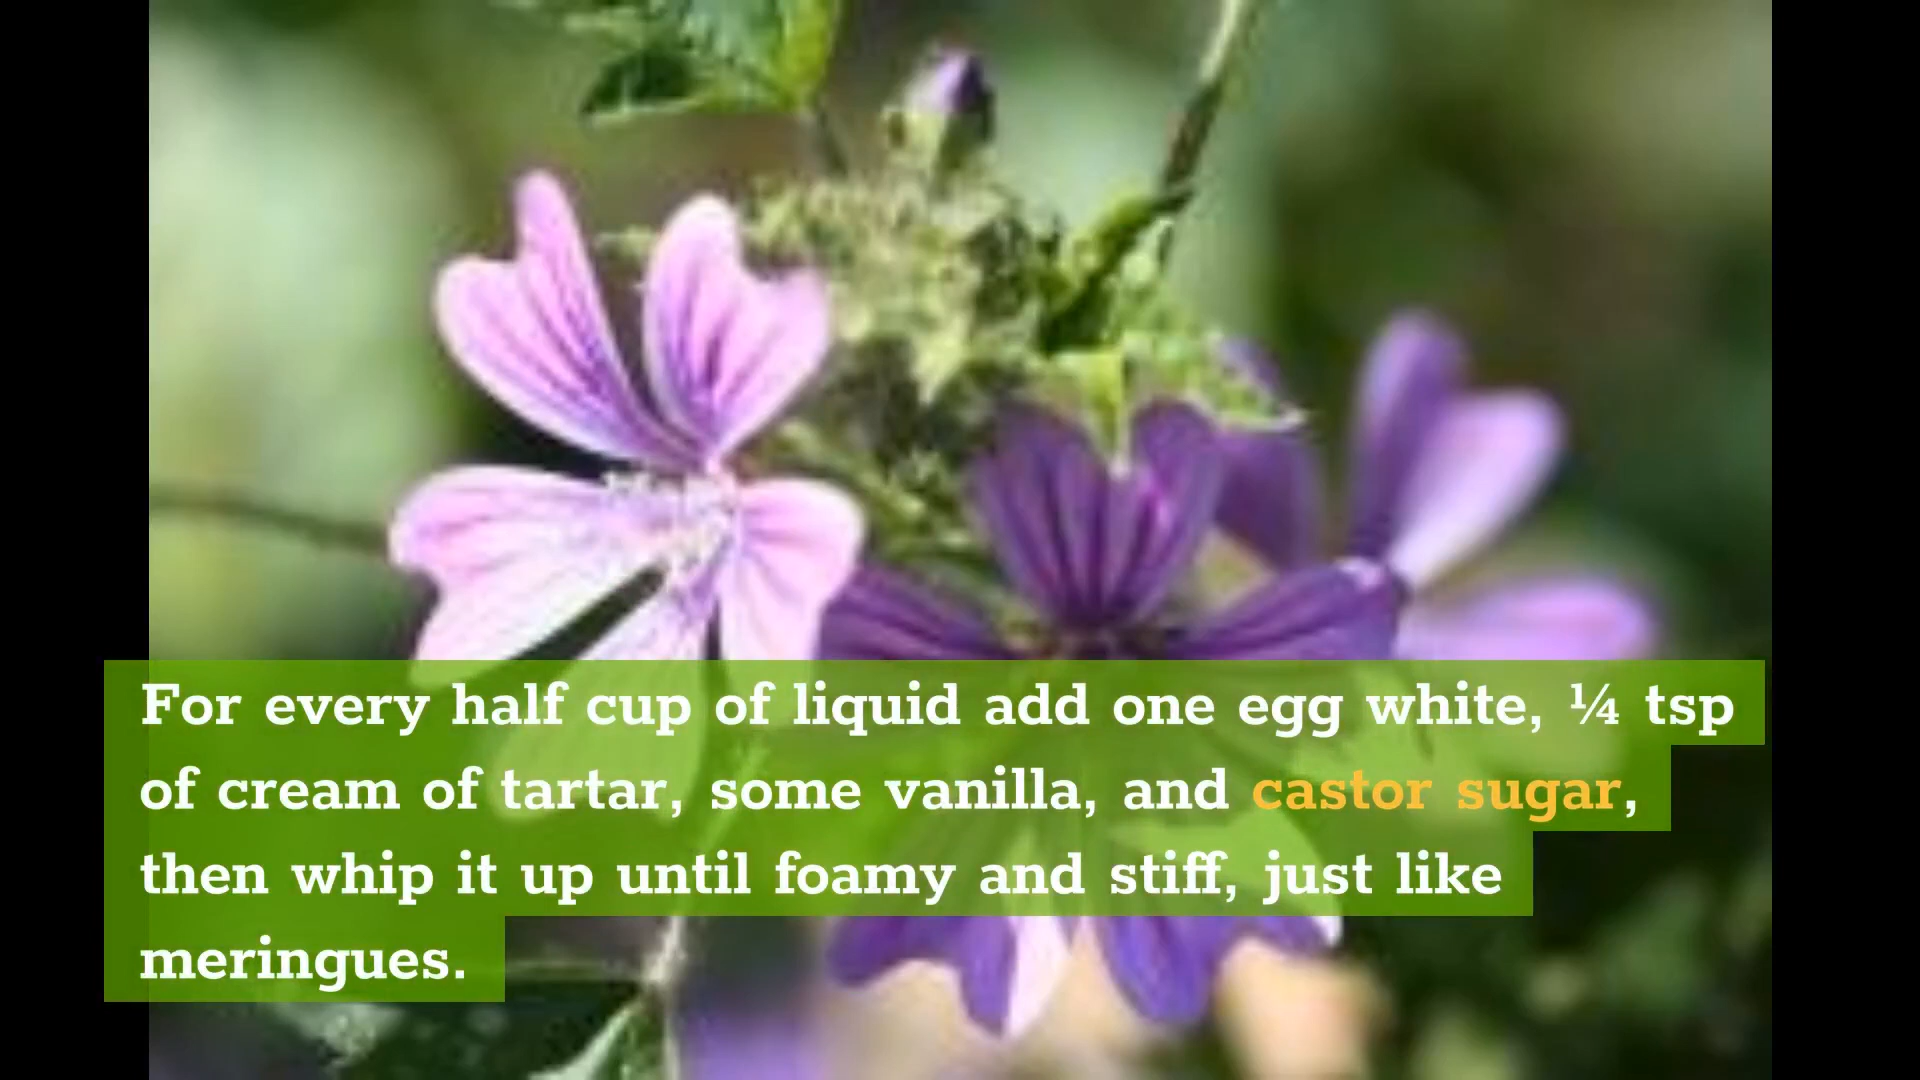 For every half cup of liquid add one egg white, ¼ tsp
of cream of tartar, some vanilla, and castor sugar,
then whip it up until foamy and stiff, just like
meringues.